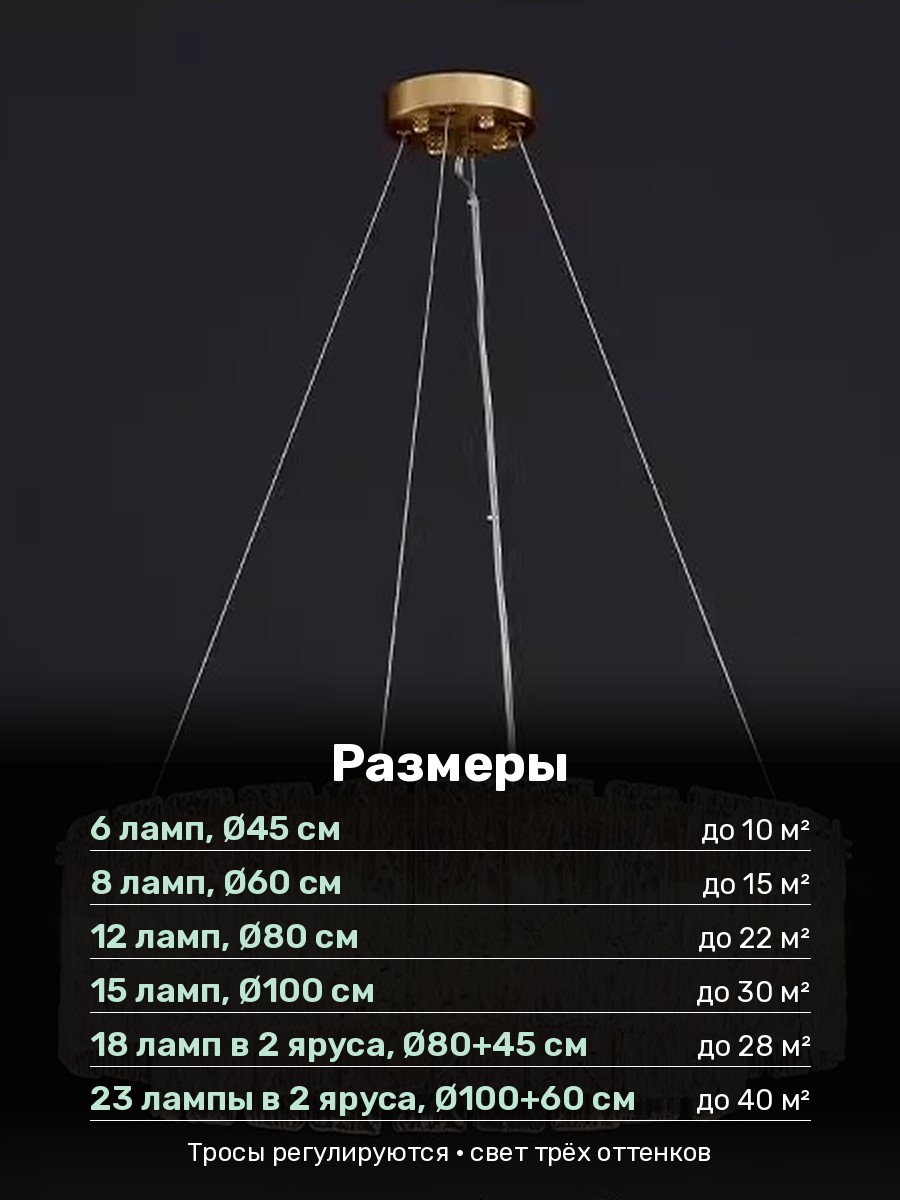 Размеры
6 ламп, Ø45 см до 10 м²
8 ламп, Ø60 см до 15 м²
12 ламп, Ø80 см до 22 м²
15 ламп, Ø100 см до 30 м²
18 ламп в 2 яруса, Ø80+45 см до 28 м²
23 лампы в 2 яруса, Ø100+60 см до 40 м²
Тросы регулируются • свет трёх оттенков